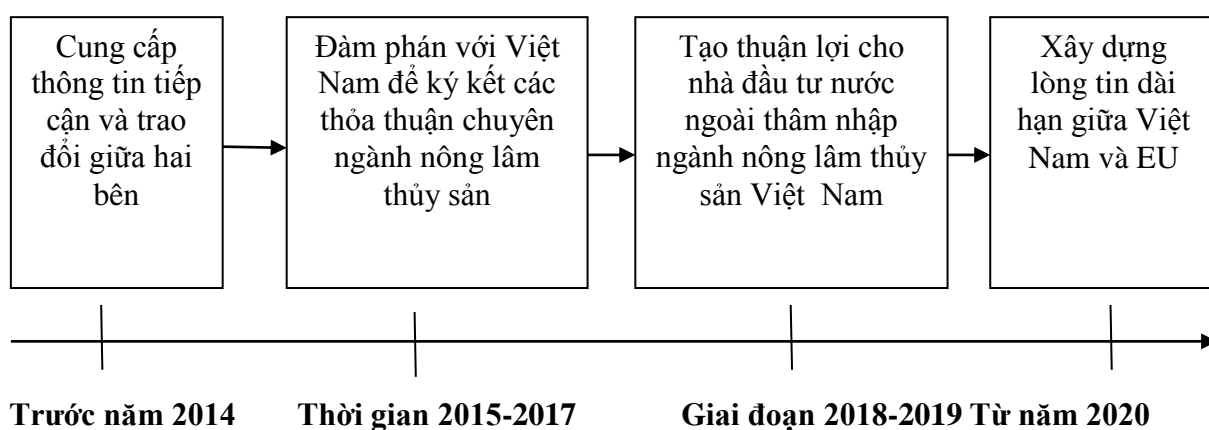 Cung cấp
thông tin tiếp
cận và trao
đổi giữa hai
bên
Đàm phán với Việt
Nam để ký kết các
thỏa thuận chuyên
ngành nông lâm
thủy sản
Tạo thuận lợi cho
nhà đầu tư nước
ngoài thâm nhập
ngành nông lâm thủy
sản Việt Nam
Xây dựng
lòng tin dài
hạn giữa Việt
Nam và EU
Trước năm 2014
Thời gian 2015-2017
Giai đoạn 2018-2019
Từ năm 2020